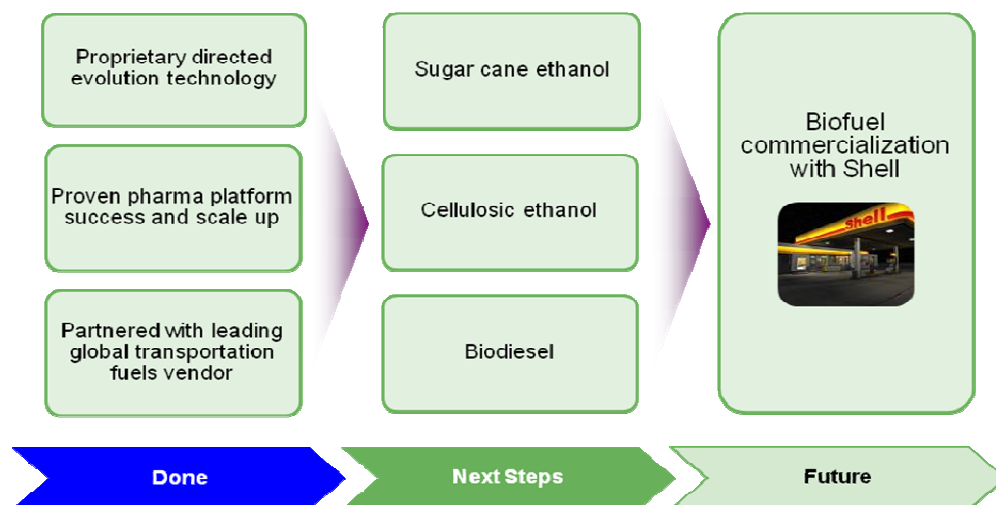 Proprietary directed
evolution technology
Proven pharma platform
success and scale up
Partnered with leading
global transportation
fuels vendor
Sugar cane ethanol
Cellulosic ethanol
Biodiesel
Biofuel
commercialization
with Shell
Shell
Done
Next Steps
Future